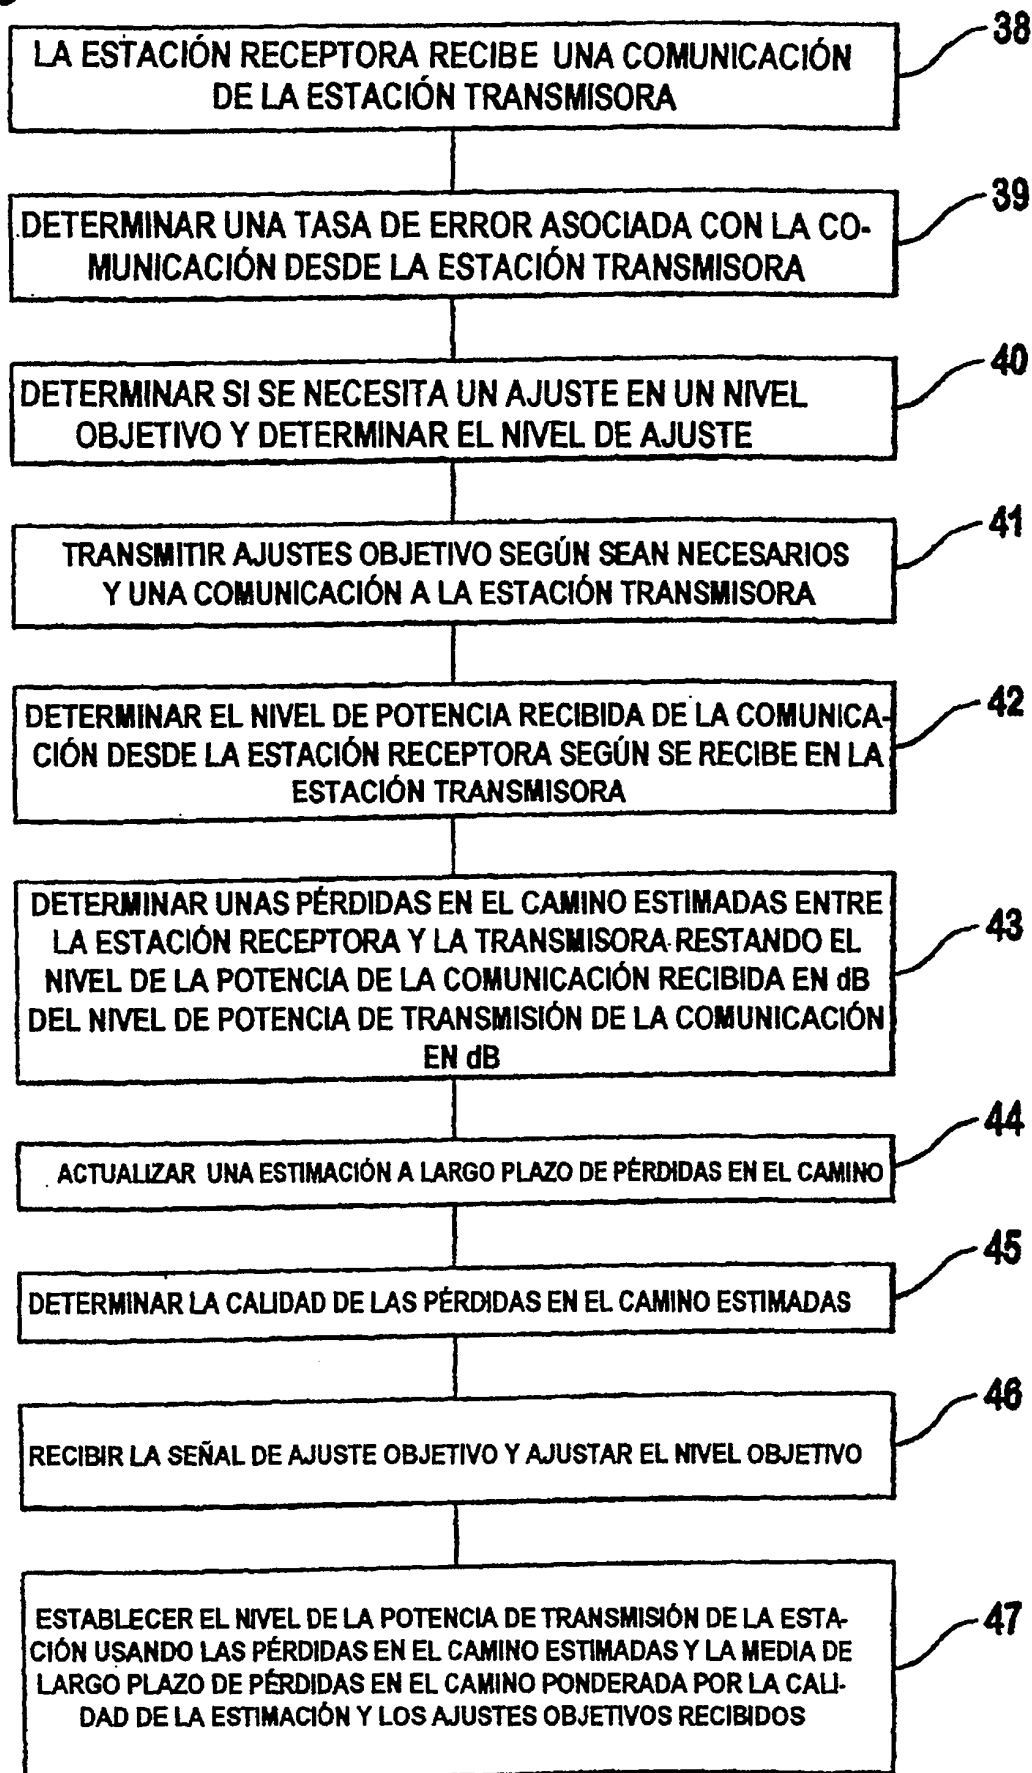 38
LA ESTACIÓN RECEPTORA RECIBE UNA COMUNICACIÓN
DE LA ESTACIÓN TRANSMISORA
39
DETERMINAR UNA TASA DE ERROR ASOCIADA CON LA CO-
MUNICACIÓN DESDE LA ESTACIÓN TRANSMISORA
40
DETERMINAR SI SE NECESITA UN AJUSTE EN UN NIVEL
OBJETIVO Y DETERMINAR EL NIVEL DE AJUSTE
41
TRANSMITIR AJUSTES OBJETIVO SEGÚN SEAN NECESARIOS
Y UNA COMUNICACIÓN A LA ESTACIÓN TRANSMISORA
42
DETERMINAR EL NIVEL DE POTENCIA RECIBIDA DE LA COMUNICA-
CIÓN DESDE LA ESTACIÓN RECEPTORA SEGÚN SE RECIBE EN LA
ESTACIÓN TRANSMISORA
43
DETERMINAR UNAS PÉRDIDAS EN EL CAMINO ESTIMADAS ENTRE
LA ESTACIÓN RECEPTORA Y LA TRANSMISORA RESTANDO EL
NIVEL DE LA POTENCIA DE LA COMUNICACIÓN RECIBIDA EN dB
DEL NIVEL DE POTENCIA DE TRANSMISIÓN DE LA COMUNICACIÓN
EN dB
44
ACTUALIZAR UNA ESTIMACIÓN A LARGO PLAZO DE PÉRDIDAS EN EL CAMINO
45
DETERMINAR LA CALIDAD DE LAS PÉRDIDAS EN EL CAMINO ESTIMADAS
46
RECIBIR LA SEÑAL DE AJUSTE OBJETIVO Y AJUSTAR EL NIVEL OBJETIVO
47
ESTABLECER EL NIVEL DE LA POTENCIA DE TRANSMISIÓN DE LA ESTA-
CIÓN USANDO LAS PÉRDIDAS EN EL CAMINO ESTIMADAS Y LA MEDIA DE
LARGO PLAZO DE PÉRDIDAS EN EL CAMINO PONDERADA POR LA CALI-
DAD DE LA ESTIMACIÓN Y LOS AJUSTES OBJETIVOS RECIBIDOS